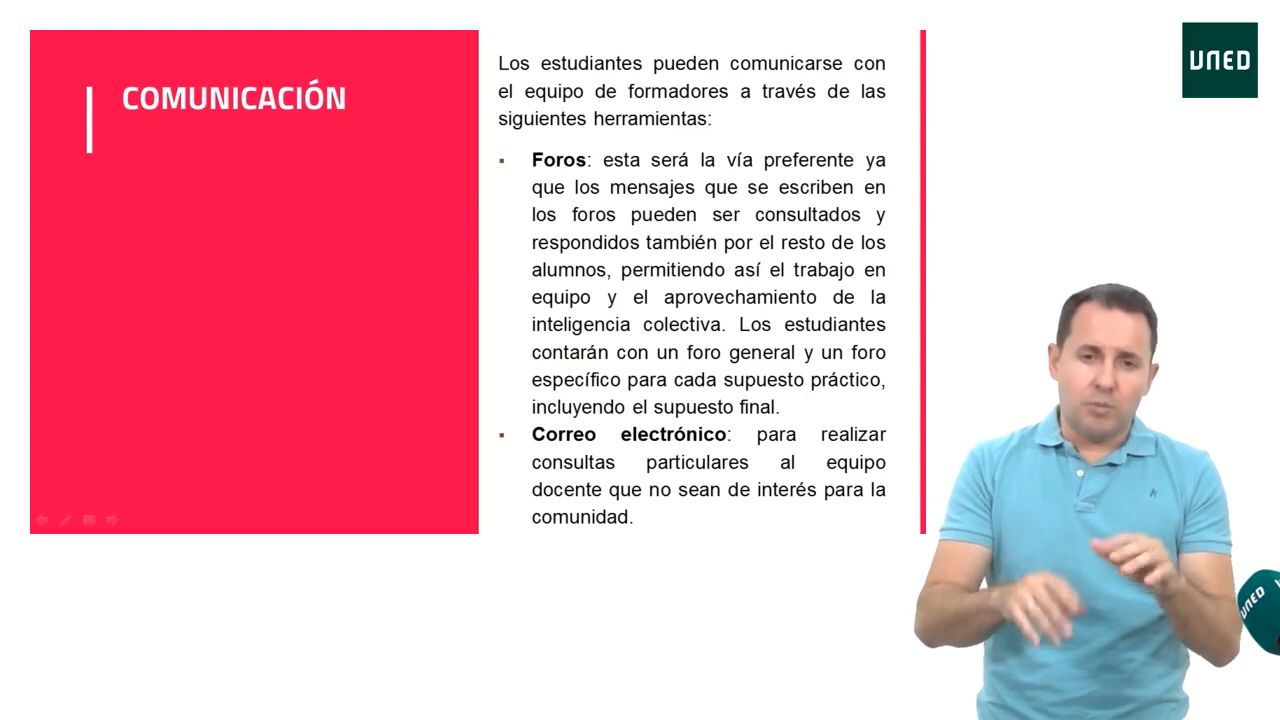 COMUNICACIÓN
Los estudiantes pueden comunicarse con
el equipo de formadores a través de las
siguientes herramientas:
▪ Foros: esta será la vía preferente ya
que los mensajes que se escriben en
los foros pueden ser consultados y
respondidos también por el resto de los
alumnos, permitiendo así el trabajo en
equipo y el aprovechamiento de la
inteligencia colectiva. Los estudiantes
contarán con un foro general y un foro
específico para cada supuesto práctico,
incluyendo el supuesto final.
▪ Correo electrónico: para realizar
consultas particulares al equipo
docente que no sean de interés para la
comunidad.
UNED
UNED